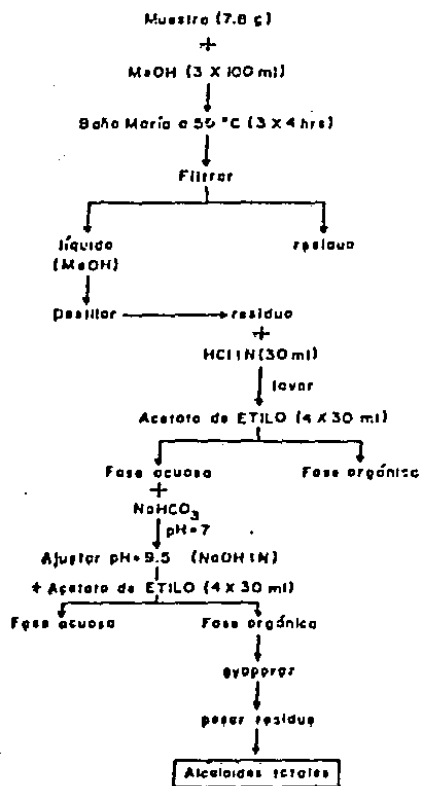 Muestra (7.8 g)
+
MeOH (3 X 100 ml)
Baño María a 55 °C (3 X 4 hrs)
Filtrar
líquido residuo
(MeOH)
Destilar residuo
+
HCl 1N (30 ml)
lavar
Acetato de ETILO (4 X 30 ml)
Fase acuosa Fase orgánica
+
NaHCO3
pH=7
Ajustar pH=9.5 (NaOH 1N)
+ Acetato de ETILO (4 X 30 ml)
Fase acuosa Fase orgánica
evaporar
pesar residuo
Alcaloides totales